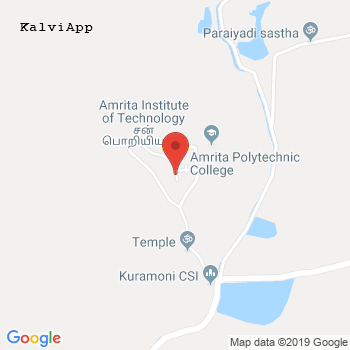 KalviApp
Paraiyadi sastha
Amrita Institute
of Technology
சன்
பொறியிய
Amrita Polytechnic
College
Temple
Kuramoni CSI
Google
Map data ©2019 Google